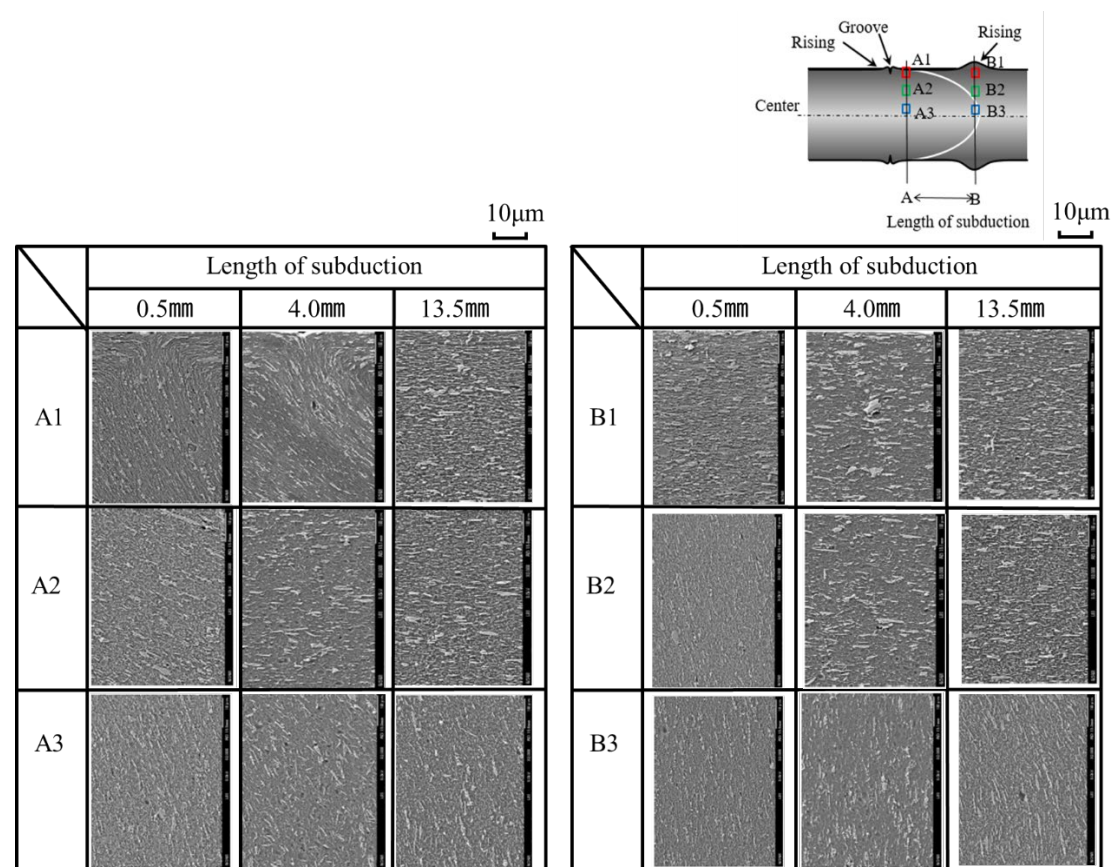 Groove
Rising
Rising
A1
B1
A2
B2
Center
A3
B3
A
B
Length of subduction
10μm
10μm
Length of subduction
0.5㎜
4.0㎜
13.5㎜
A1
A2
A3
Length of subduction
0.5㎜
4.0㎜
13.5㎜
B1
B2
B3